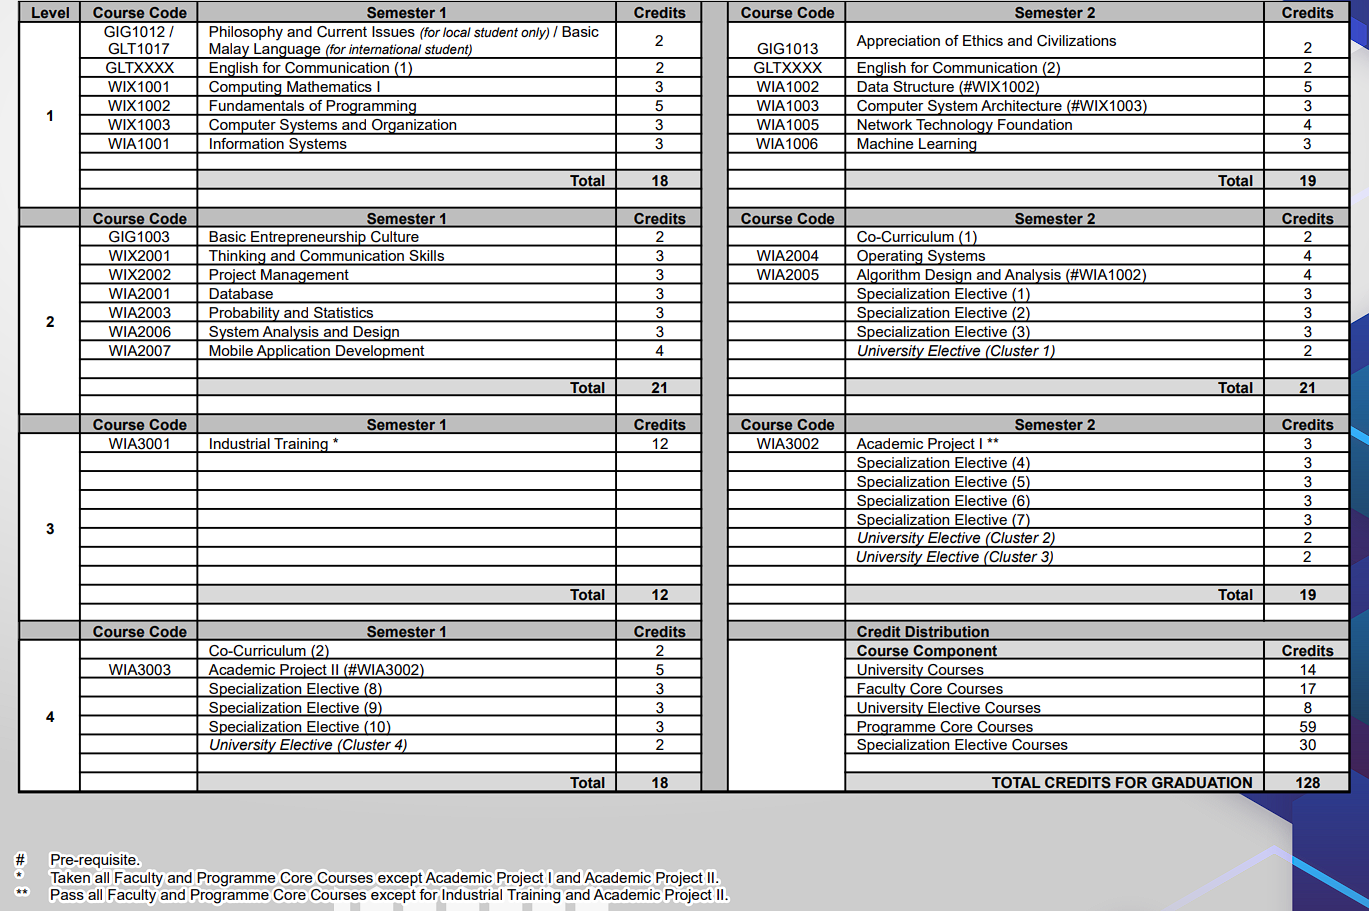 Level Course Code Semester 1 Credits Course Code Semester 2 Credits
GIG1012 / Philosophy and Current Issues (for local student only) / Basic
GLT1017 Malay Language (for international student) 2 GIG1013 Appreciation of Ethics and Civilizations 2
GLTXXXX English for Communication (1) 2 GLTXXXX English for Communication (2) 2
WIX1001 Computing Mathematics I 3 WIA1002 Data Structure (#WIX1002) 5
WIX1002 Fundamentals of Programming 5 WIA1003 Computer System Architecture (#WIX1003) 3
1 WIX1003 Computer Systems and Organization 3 WIA1005 Network Technology Foundation 4
WIA1001 Information Systems 3 WIA1006 Machine Learning 3
Total 18 Total 19
Course Code Semester 1 Credits Course Code Semester 2 Credits
GIG1003 Basic Entrepreneurship Culture 2 Co-Curriculum (1) 2
WIX2001 Thinking and Communication Skills 3 WIA2004 Operating Systems 4
WIX2002 Project Management 3 WIA2005 Algorithm Design and Analysis (#WIA1002) 4
WIA2001 Database 3 Specialization Elective (1) 3
2 WIA2003 Probability and Statistics 3 Specialization Elective (2) 3
WIA2006 System Analysis and Design 3 Specialization Elective (3) 3
WIA2007 Mobile Application Development 4 University Elective (Cluster 1) 2
Total 21 Total 21
Course Code Semester 1 Credits Course Code Semester 2 Credits
WIA3001 Industrial Training * 12 WIA3002 Academic Project I ** 3
Specialization Elective (4) 3
Specialization Elective (5) 3
Specialization Elective (6) 3
3 Specialization Elective (7) 3
University Elective (Cluster 2) 2
University Elective (Cluster 3) 2
Total 12 Total 19
Course Code Semester 1 Credits Credit Distribution
Co-Curriculum (2) 2 Course Component Credits
WIA3003 Academic Project II (#WIA3002) 5 University Courses 14
Specialization Elective (8) 3 Faculty Core Courses 17
4 Specialization Elective (9) 3 University Elective Courses 8
Specialization Elective (10) 3 Programme Core Courses 59
University Elective (Cluster 4) 2 Specialization Elective Courses 30
Total 18 TOTAL CREDITS FOR GRADUATION 128
# Pre-requisite.
* Taken all Faculty and Programme Core Courses except Academic Project I and Academic Project II.
** Pass all Faculty and Programme Core Courses except for Industrial Training and Academic Project II.